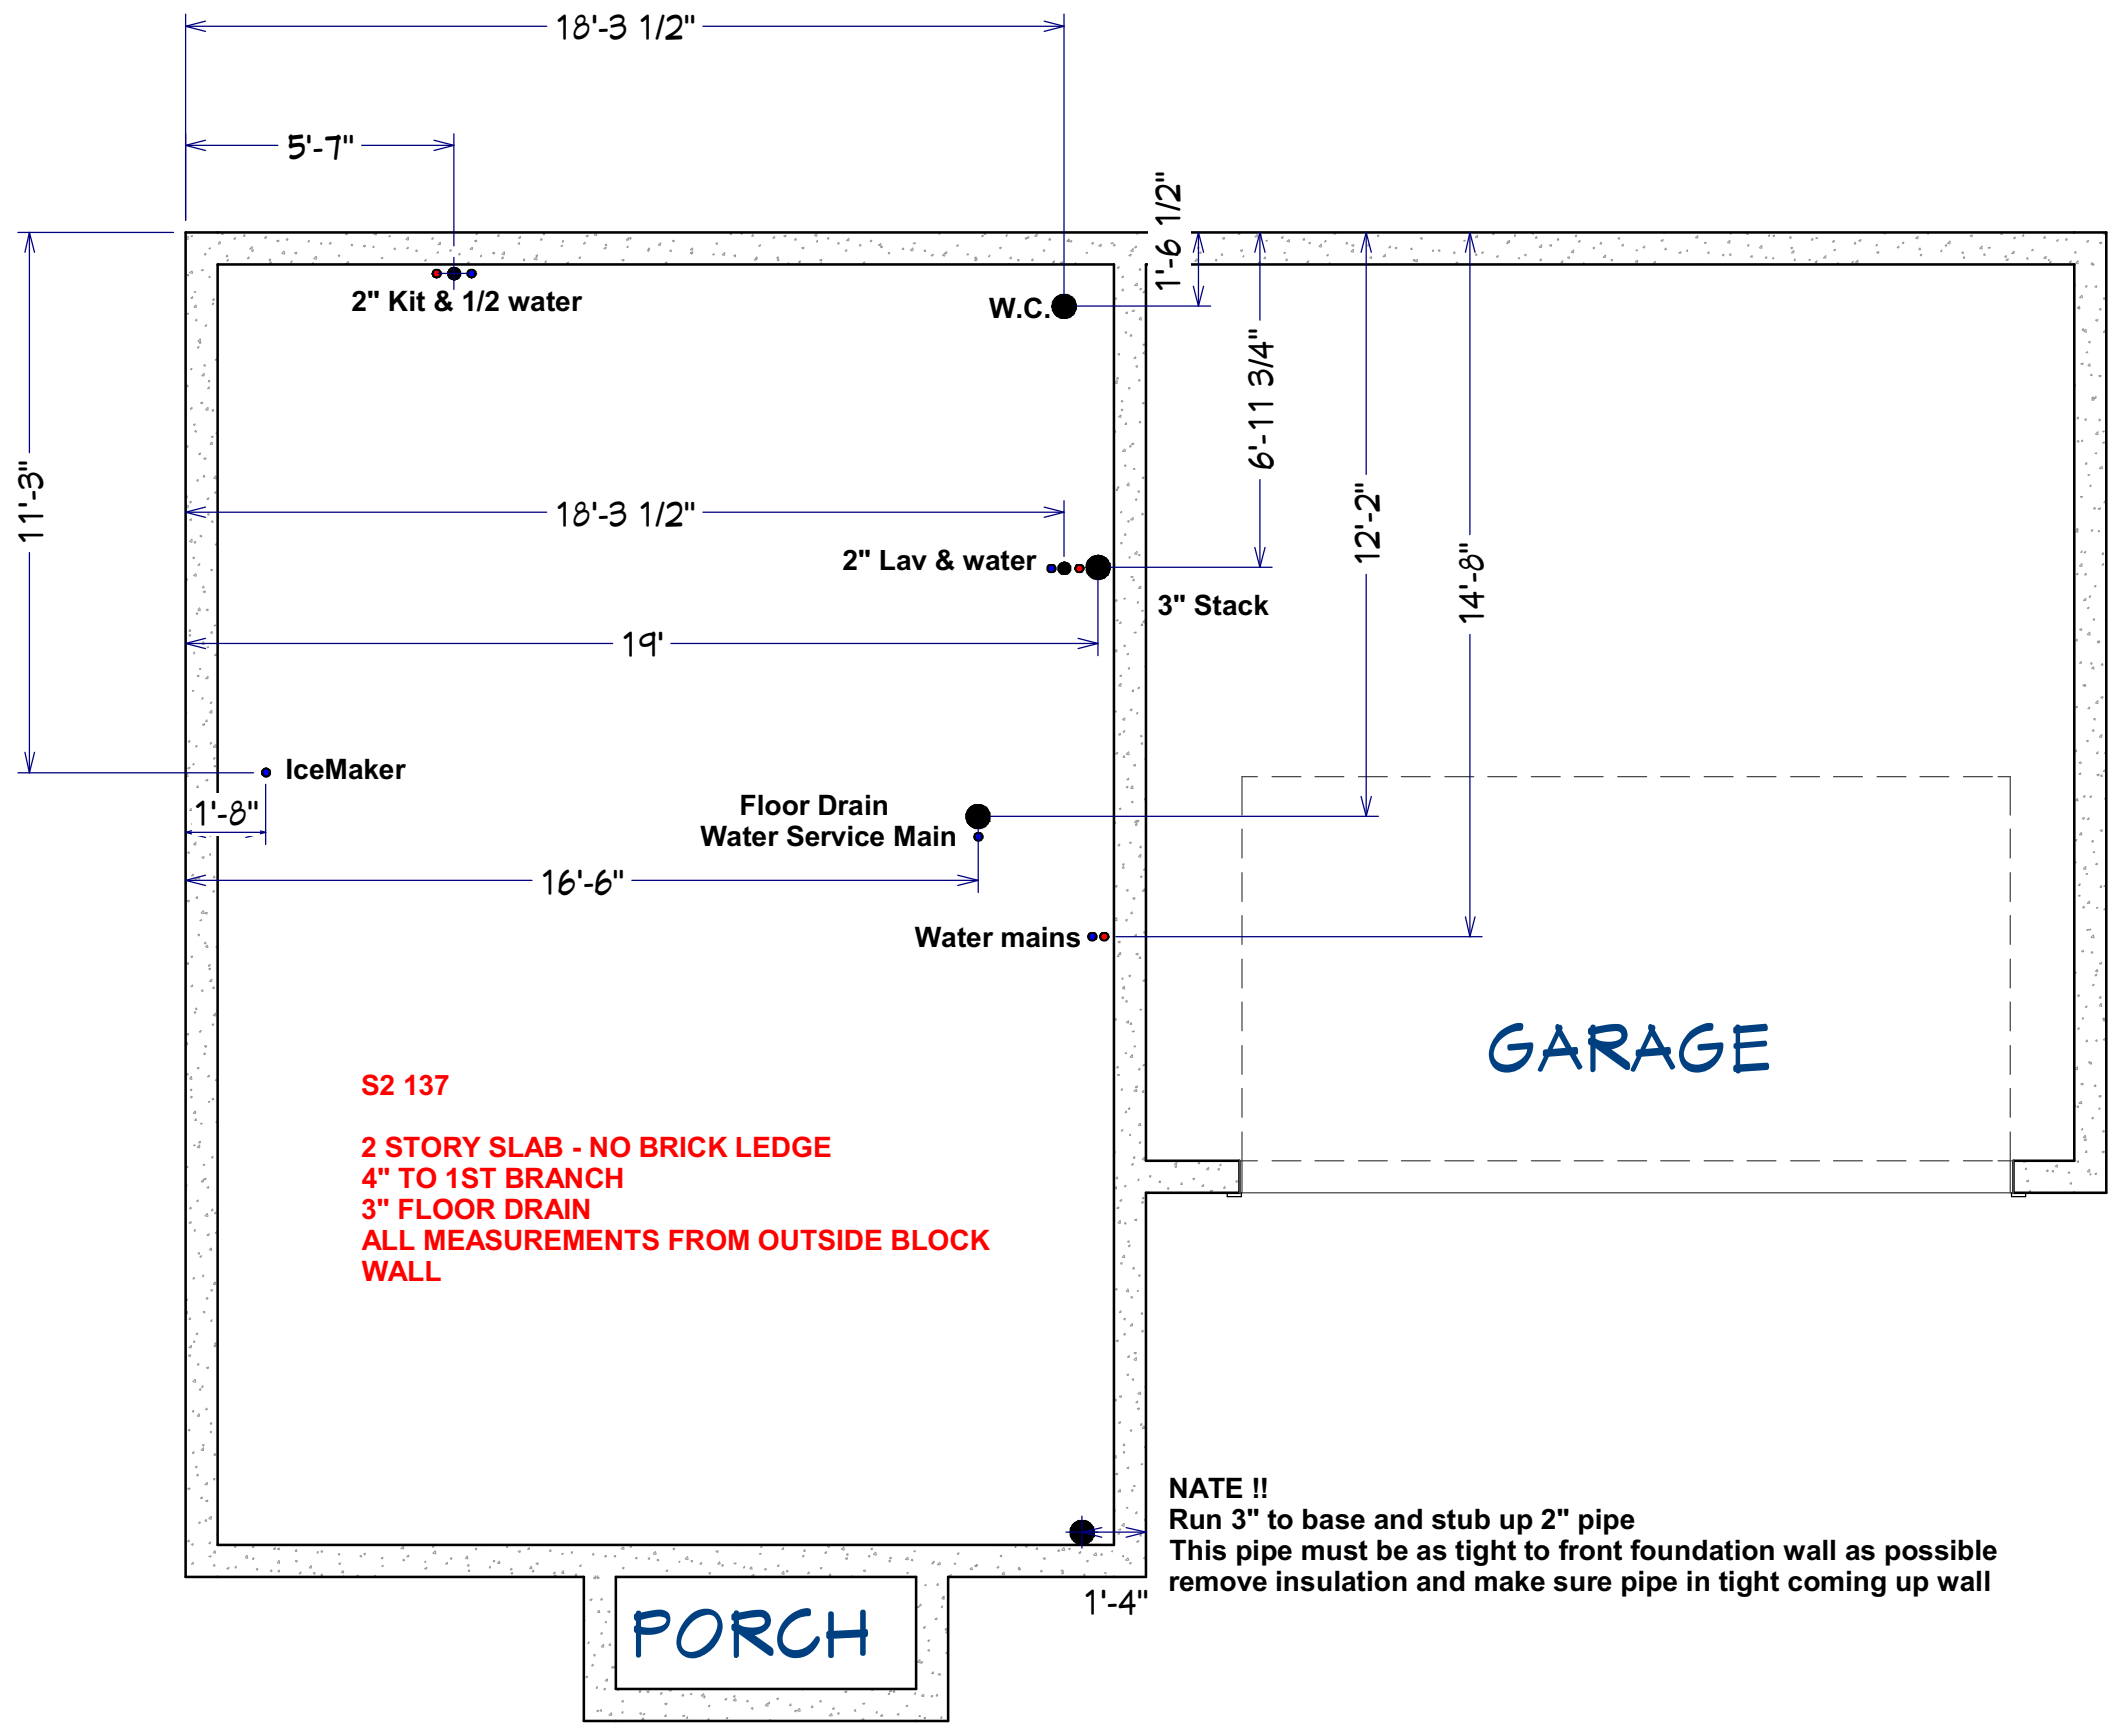 18'-3 1/2"
5'-7"
1'-6 1/2"
2" Kit & 1/2 water
W.C.
6'-11 3/4"
11'-3"
18'-3 1/2"
12'-2"
2" Lav & water
14'-8"
3" Stack
19'
IceMaker
1'-8"
Floor Drain
Water Service Main
16'-6"
Water mains
GARAGE
S2 137
2 STORY SLAB - NO BRICK LEDGE
4" TO 1ST BRANCH
3" FLOOR DRAIN
ALL MEASUREMENTS FROM OUTSIDE BLOCK
WALL
NATE !!
Run 3" to base and stub up 2" pipe
This pipe must be as tight to front foundation wall as possible
remove insulation and make sure pipe in tight coming up wall
1'-4"
PORCH